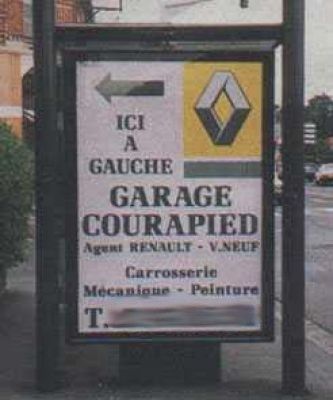 ICI
A
GAUCHE
GARAGE
COURAPIED
Agent RENAULT - V.NEUF
Carrosserie
Mécanique - Peinture
T.